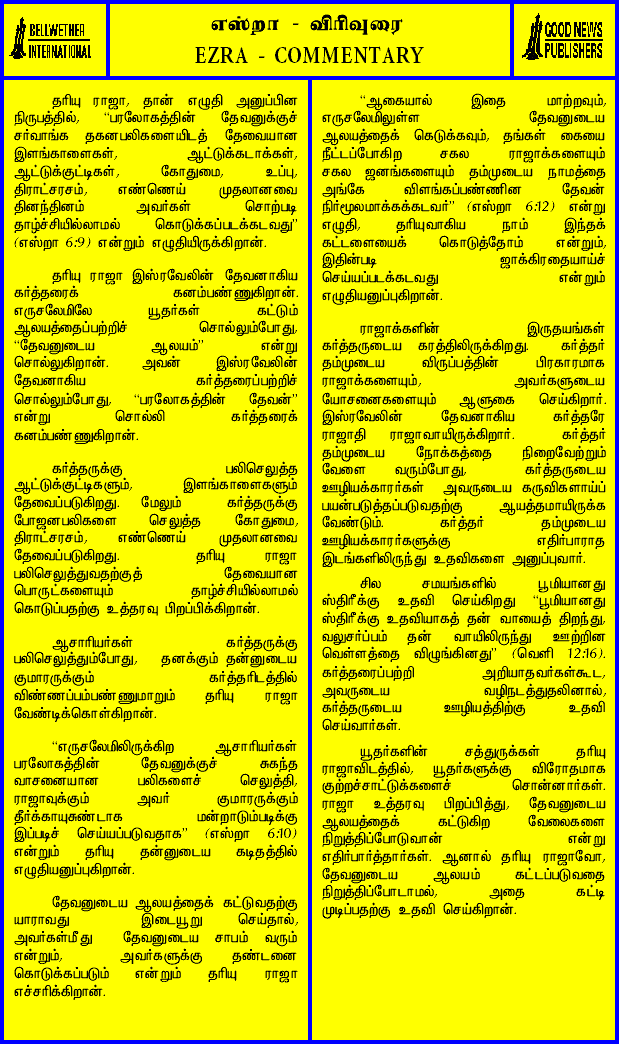 BELLWETHER
INTERNATIONAL
எஸ்றா - விரிவுரை
EZRA - COMMENTARY
GOOD NEWS
PUBLISHERS
தரியு ராஜா, தான் எழுதி அனுப்பின
நிருபத்தில், “பரலோகத்தின் தேவனுக்குச்
சர்வாங்க தகனபலிகளையிடத் தேவையான
இளங்காளைகள், ஆட்டுக்கடாக்கள்,
ஆட்டுக்குட்டிகள், கோதுமை, உப்பு,
திராட்சரசம், எண்ணெய் முதலானவை
தினந்தினம் அவர்கள் சொற்படி
தாழ்ச்சியில்லாமல் கொடுக்கப்படக்கடவது”
(எஸ்றா 6:9) என்றும் எழுதியிருக்கிறான்.
தரியு ராஜா இஸ்ரவேலின் தேவனாகிய
கர்த்தரைக் கனம்பண்ணுகிறான்.
எருசலேமிலே யூதர்கள் கட்டும்
ஆலயத்தைப்பற்றிச் சொல்லும்போது,
“தேவனுடைய ஆலயம்” என்று
சொல்லுகிறான். அவன் இஸ்ரவேலின்
தேவனாகிய கர்த்தரைப்பற்றிச்
சொல்லும்போது, “பரலோகத்தின் தேவன்”
என்று சொல்லி கர்த்தரைக்
கனம்பண்ணுகிறான்.
கர்த்தருக்கு பலிசெலுத்த
ஆட்டுக்குட்டிகளும், இளங்காளைகளும்
தேவைப்படுகிறது. மேலும் கர்த்தருக்கு
போஜனபலிகளை செலுத்த கோதுமை,
திராட்சரசம், எண்ணெய் முதலானவை
தேவைப்படுகிறது. தரியு ராஜா
பலிசெலுத்துவதற்குத் தேவையான
பொருட்களையும் தாழ்ச்சியில்லாமல்
கொடுப்பதற்கு உத்தரவு பிறப்பிக்கிறான்.
ஆசாரியர்கள் கர்த்தருக்கு
பலிசெலுத்தும்போது, தனக்கும் தன்னுடைய
குமாரருக்கும் கர்த்தரிடத்தில்
விண்ணப்பம்பண்ணுமாறும் தரியு ராஜா
வேண்டிக்கொள்கிறான்.
“எருசலேமிலிருக்கிற ஆசாரியர்கள்
பரலோகத்தின் தேவனுக்குச் சுகந்த
வாசனையான பலிகளைச் செலுத்தி,
ராஜாவுக்கும் அவர் குமாரருக்கும்
தீர்க்காயுசுண்டாக மன்றாடும்படிக்கு
இப்படிச் செய்யப்படுவதாக” (எஸ்றா 6:10)
என்றும் தரியு தன்னுடைய கடிதத்தில்
எழுதியனுப்புகிறான்.
தேவனுடைய ஆலயத்தைக் கட்டுவதற்கு
யாராவது இடையூறு செய்தால்,
அவர்கள்மீது தேவனுடைய சாபம் வரும்
என்றும், அவர்களுக்கு தண்டனை
கொடுக்கப்படும் என்றும் தரியு ராஜா
எச்சரிக்கிறான்.
“ஆகையால் இதை மாற்றவும்,
எருசலேமிலுள்ள தேவனுடைய
ஆலயத்தைக் கெடுக்கவும், தங்கள் கையை
நீட்டப்போகிற சகல ராஜாக்களையும்
சகல ஜனங்களையும் தம்முடைய நாமத்தை
அங்கே விளங்கப்பண்ணின தேவன்
நிர்மூலமாக்கக்கடவர்” (எஸ்றா 6:12) என்று
எழுதி, தரியுவாகிய நாம் இந்தக்
கட்டளையைக் கொடுத்தோம் என்றும்,
இதின்படி ஜாக்கிரதையாய்ச்
செய்யப்படக்கடவது என்றும்
எழுதியனுப்புகிறான்.
ராஜாக்களின் இருதயங்கள்
கர்த்தருடைய கரத்திலிருக்கிறது. கர்த்தர்
தம்முடைய விருப்பத்தின் பிரகாரமாக
ராஜாக்களையும், அவர்களுடைய
யோசனைகளையும் ஆளுகை செய்கிறார்.
இஸ்ரவேலின் தேவனாகிய கர்த்தரே
ராஜாதி ராஜாவாயிருக்கிறார். கர்த்தர்
தம்முடைய நோக்கத்தை நிறைவேற்றும்
வேளை வரும்போது, கர்த்தருடைய
ஊழியக்காரர்கள் அவருடைய கருவிகளாய்ப்
பயன்படுத்தப்படுவதற்கு ஆயத்தமாயிருக்க
வேண்டும். கர்த்தர் தம்முடைய
ஊழியக்காரர்களுக்கு எதிர்பாராத
இடங்களிலிருந்து உதவிகளை அனுப்புவார்.
சில சமயங்களில் பூமியானது
ஸ்திரீக்கு உதவி செய்கிறது “பூமியானது
ஸ்திரீக்கு உதவியாகத் தன் வாயைத் திறந்து,
வலுசர்ப்பம் தன் வாயிலிருந்து ஊற்றின
வெள்ளத்தை விழுங்கினது” (வெளி 12:16).
கர்த்தரைப்பற்றி அறியாதவர்கள்கூட,
அவருடைய வழிநடத்துதலினால்,
கர்த்தருடைய ஊழியத்திற்கு உதவி
செய்வார்கள்.
யூதர்களின் சத்துருக்கள் தரியு
ராஜாவிடத்தில், யூதர்களுக்கு விரோதமாக
குற்றச்சாட்டுக்களைச் சொன்னார்கள்.
ராஜா உத்தரவு பிறப்பித்து, தேவனுடைய
ஆலயத்தைக் கட்டுகிற வேலைகளை
நிறுத்திப்போடுவான் என்று
எதிர்பார்த்தார்கள். ஆனால் தரியு ராஜாவோ,
தேவனுடைய ஆலயம் கட்டப்படுவதை
நிறுத்திப்போடாமல், அதை கட்டி
முடிப்பதற்கு உதவி செய்கிறான்.